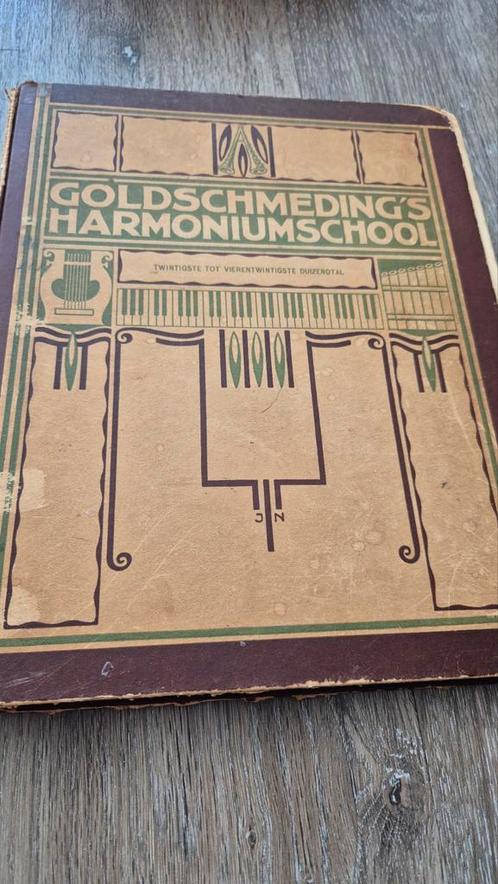 GOLDSCHMEDING'S
HARMONIUMSCHOOL
TWINTIGSTE TOT VIERENTWINTIGSTE DUIZENDTAL
JN